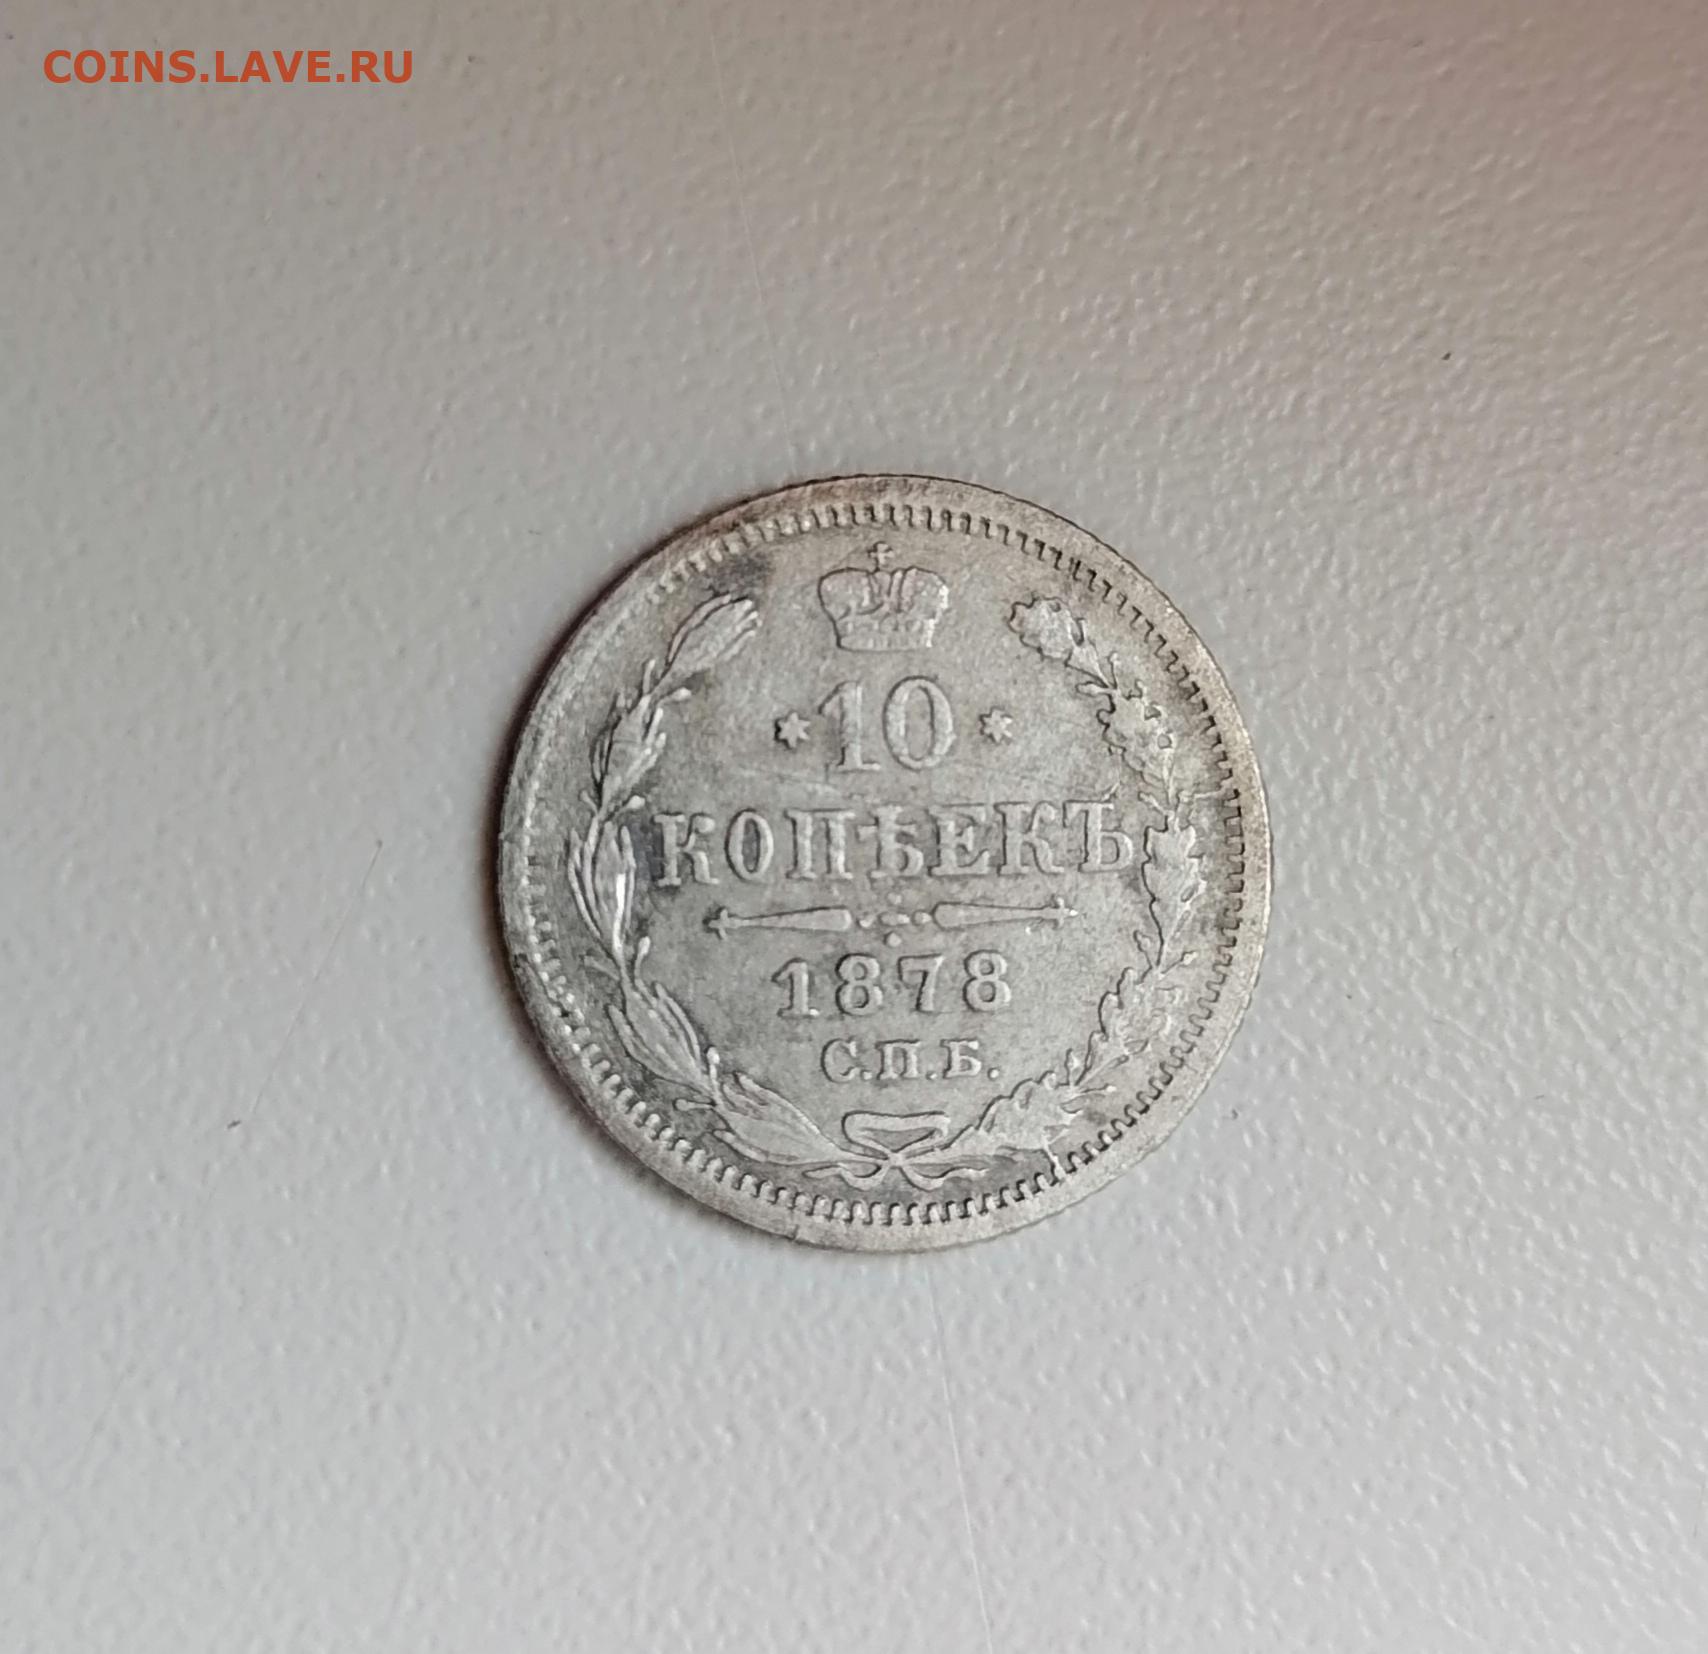 COINS.LAVE.RU
*10*
КОПѢЕКЪ
1878
С.П.Б.